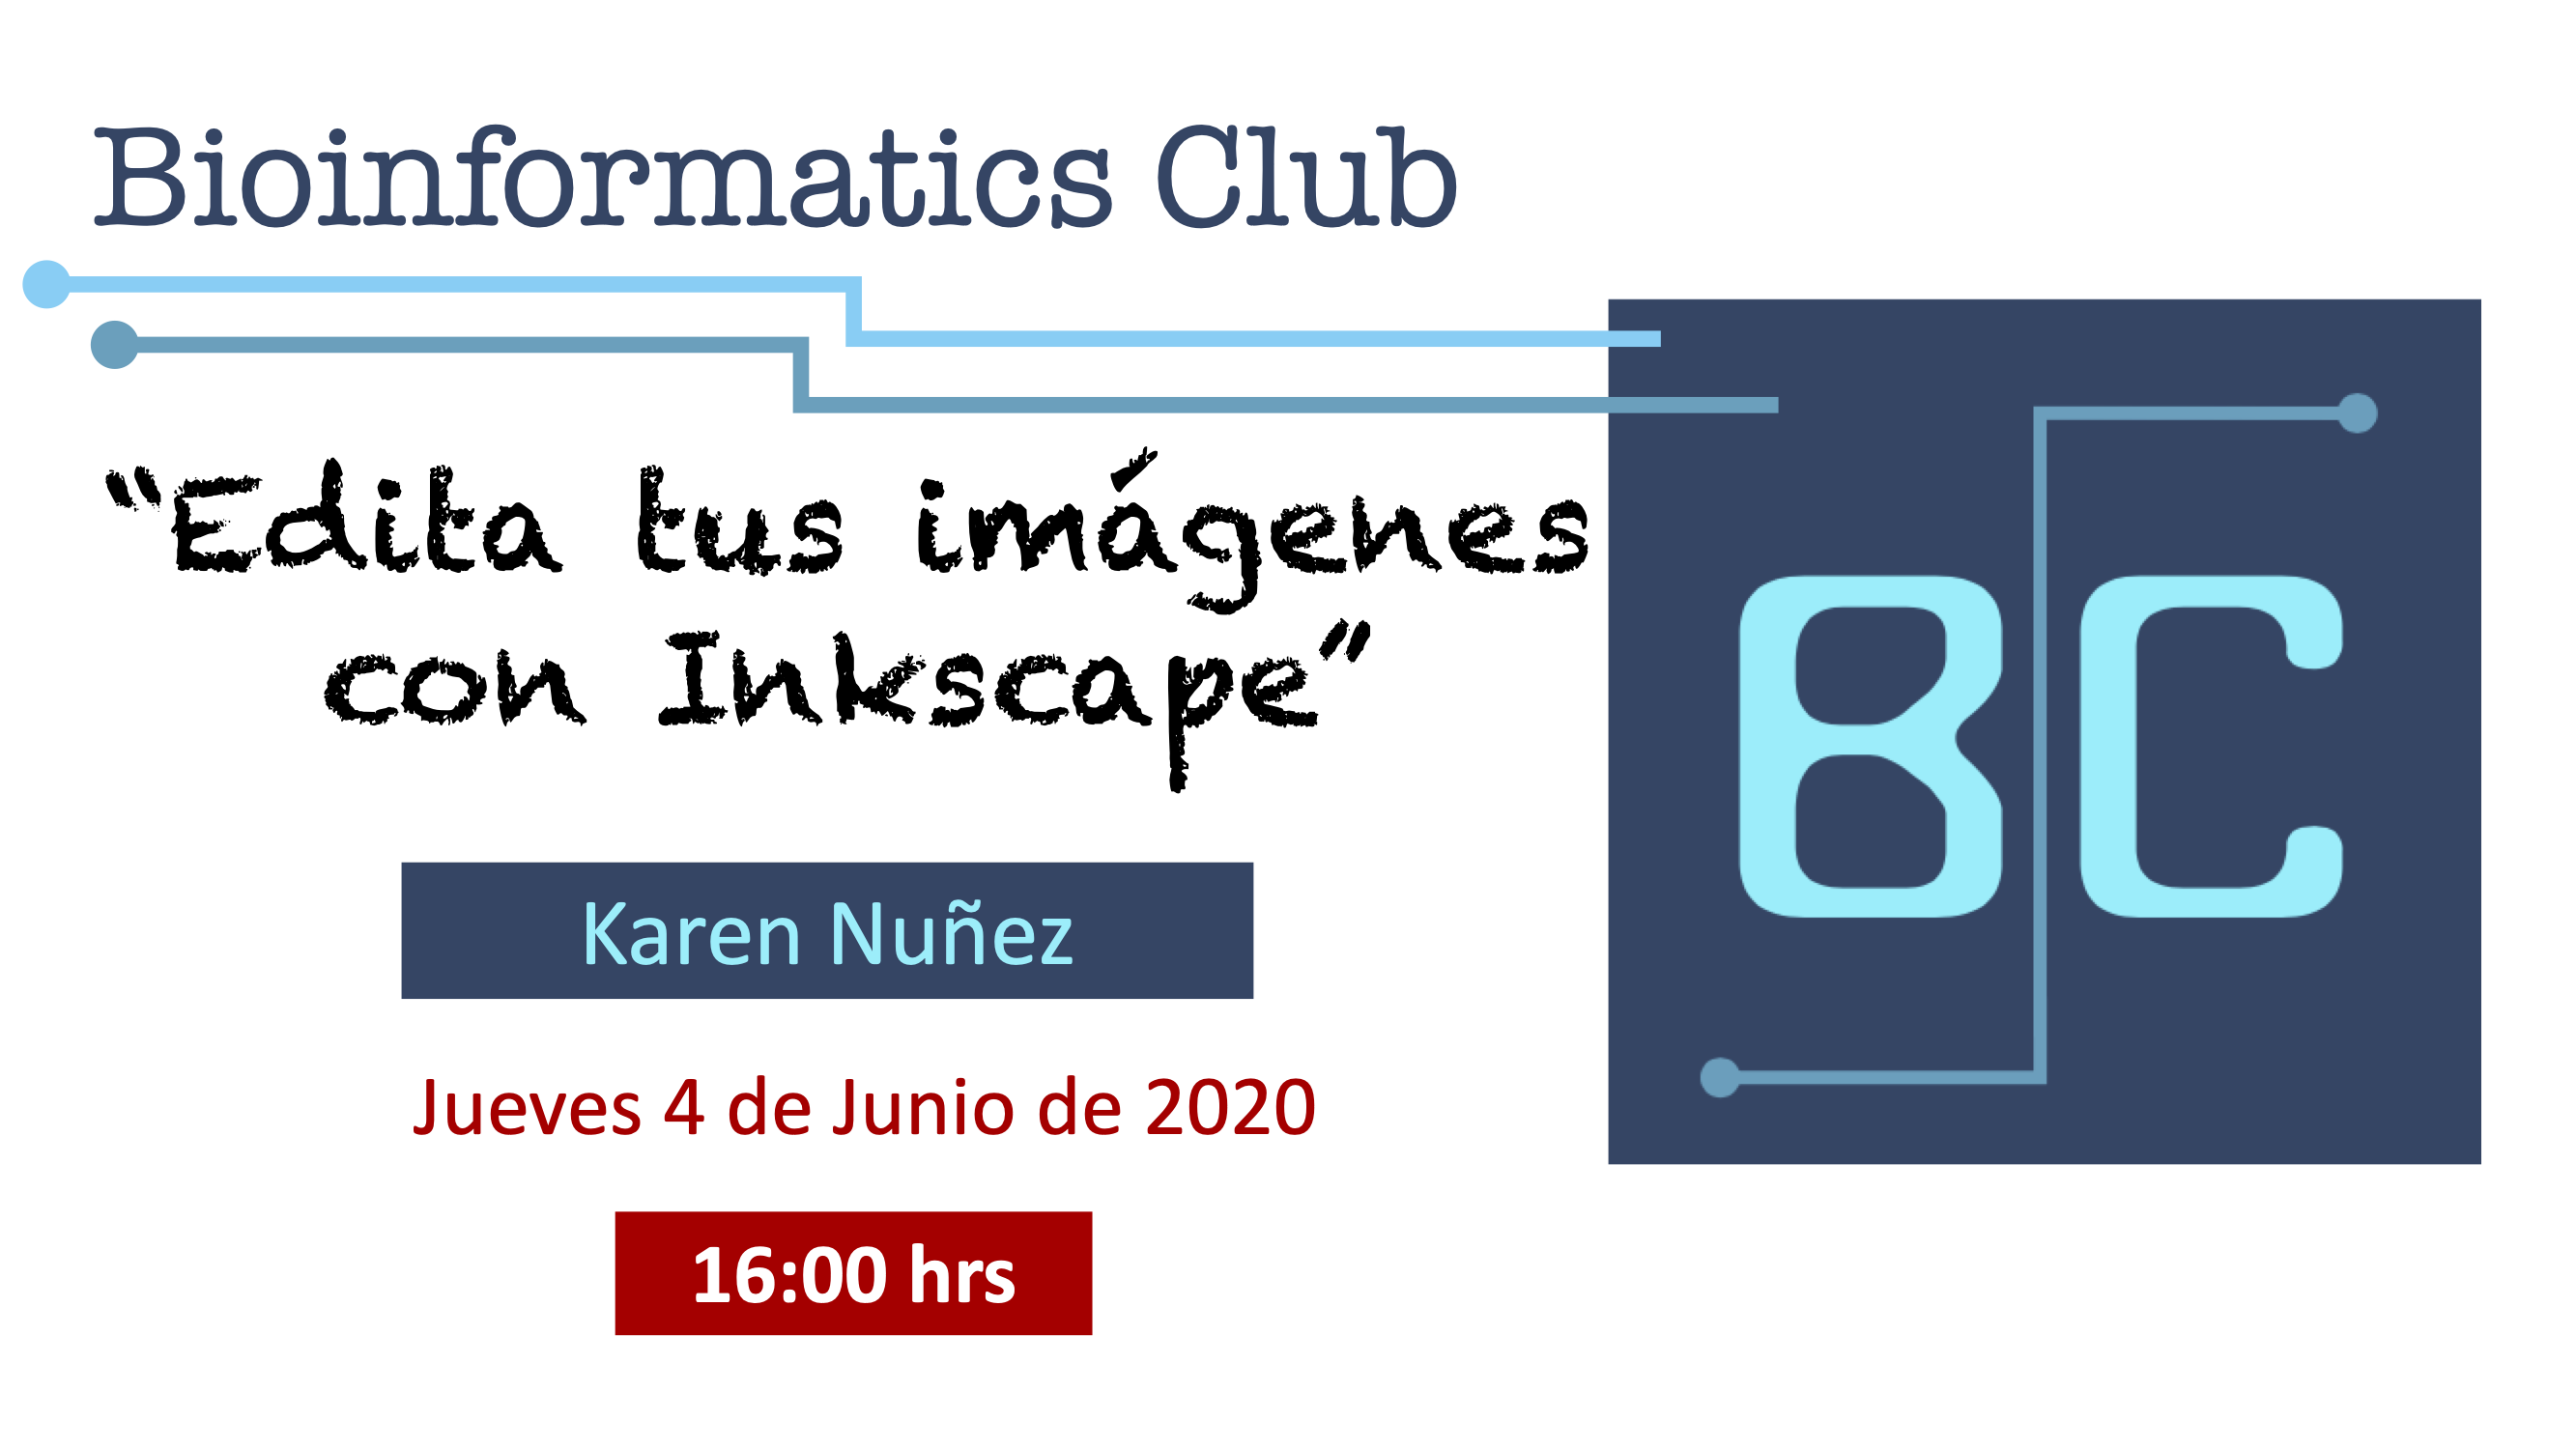 Bioinformatics Club
“Edita tus imágenes
con Inkscape”
BC
Karen Nuñez
Jueves 4 de Junio de 2020
16:00 hrs